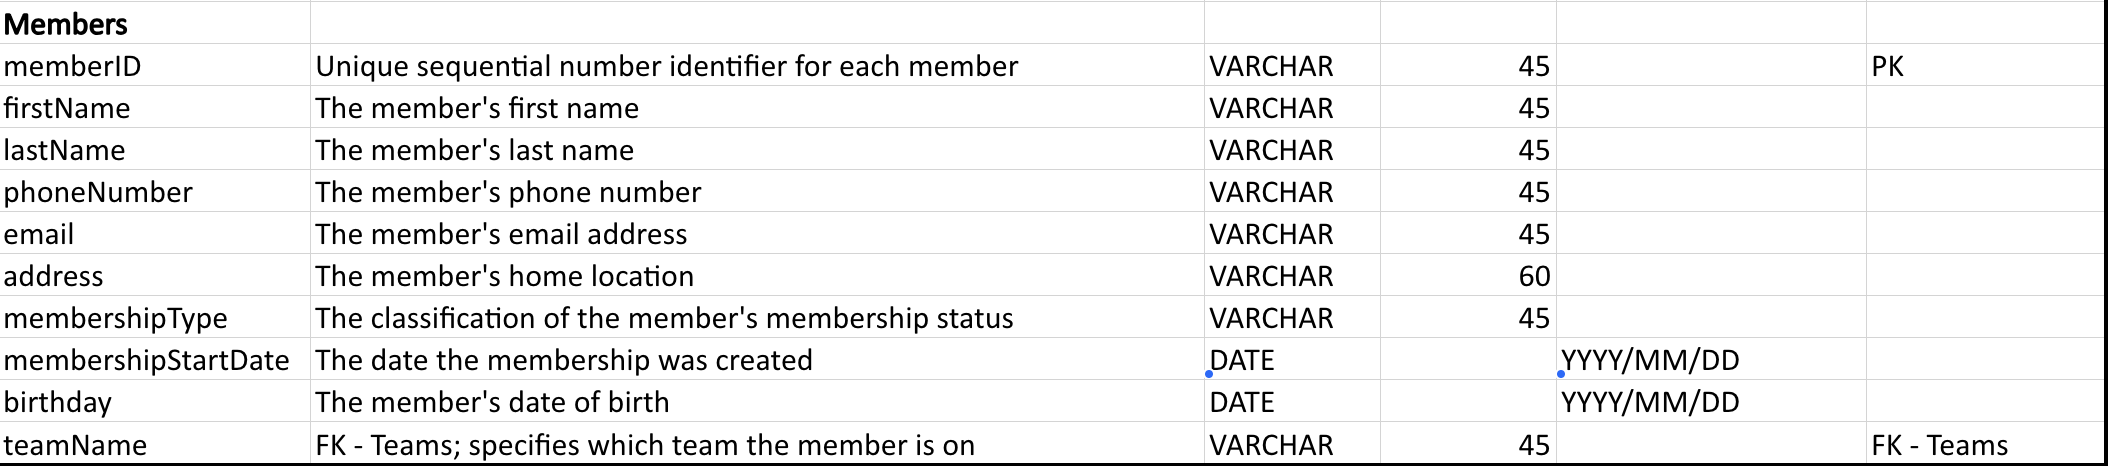 Members
memberID Unique sequential number identifier for each member VARCHAR 45 PK
firstName The member's first name VARCHAR 45
lastName The member's last name VARCHAR 45
phoneNumber The member's phone number VARCHAR 45
email The member's email address VARCHAR 45
address The member's home location VARCHAR 60
membershipType The classification of the member's membership status VARCHAR 45
membershipStartDate The date the membership was created DATE YYYY/MM/DD
birthday The member's date of birth DATE YYYY/MM/DD
teamName FK - Teams; specifies which team the member is on VARCHAR 45 FK - Teams